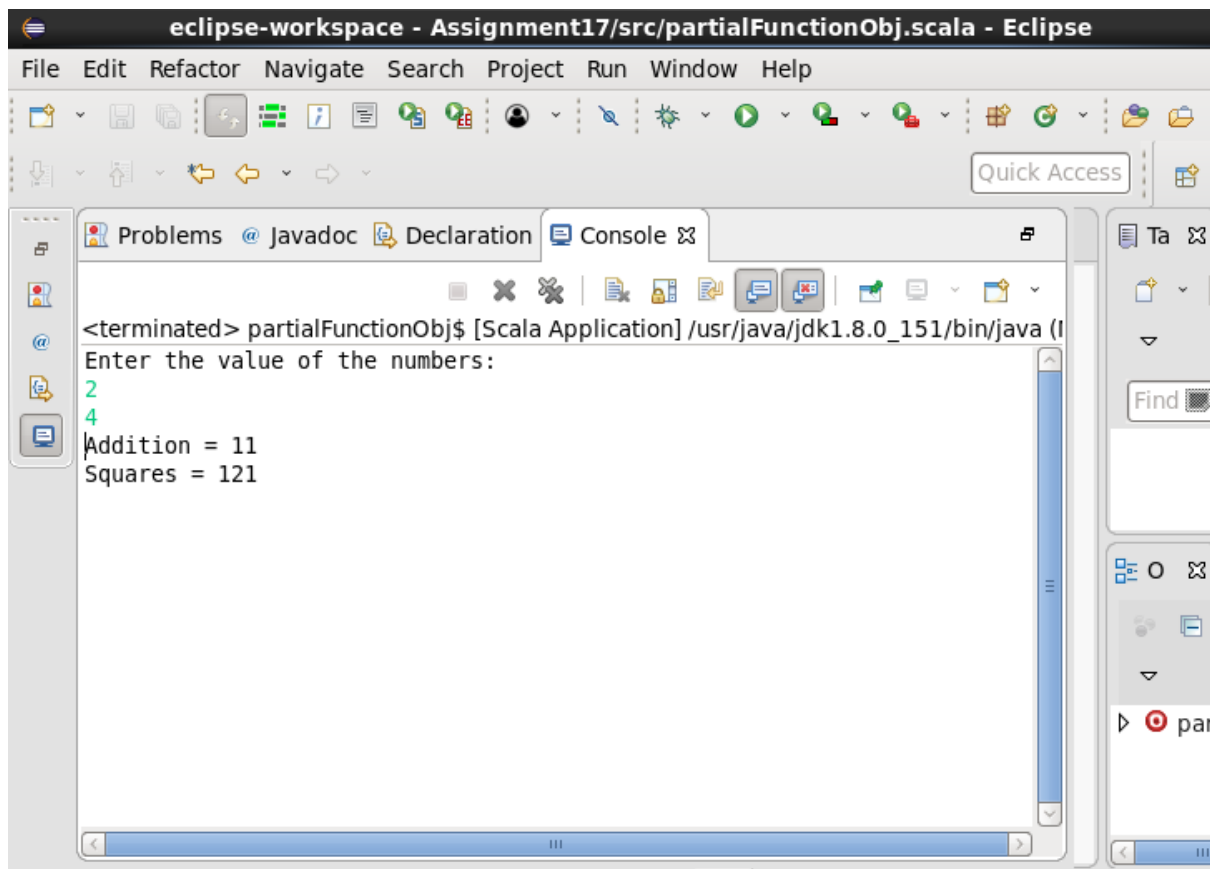 eclipse-workspace - Assignment17/src/partialFunctionObj.scala - Eclipse
File Edit Refactor Navigate Search Project Run Window Help
Quick Access
Problems @ Javadoc Declaration Console Ta
<terminated> partialFunctionObj$ [Scala Application] /usr/java/jdk1.8.0_151/bin/java (
Enter the value of the numbers:
2
4
Find
Addition = 11
Squares = 121
O
par